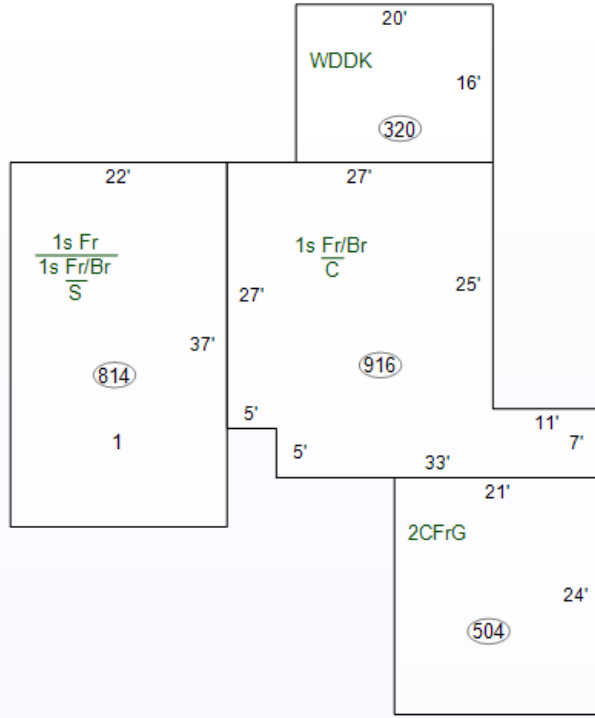 20'
WDDK
16'
320
22'
27'
1s Fr
1s Fr/Br
S
1s Fr/Br
C
27'
25'
37'
814
916
5'
11'
1
5'
33'
7'
21'
2CFrG
24'
504